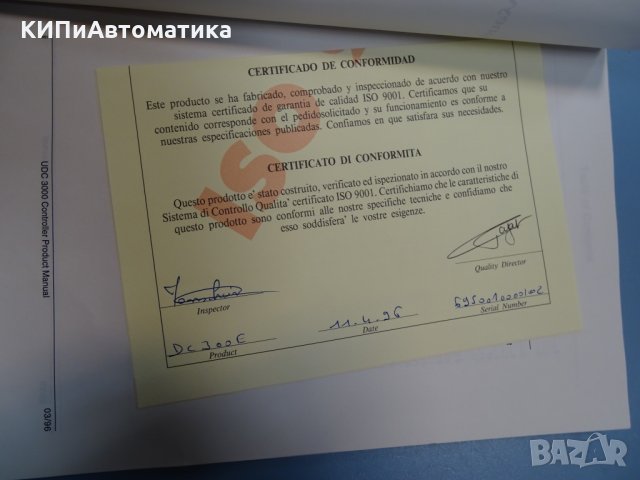 КИПиАвтоматика
ISO
CERTIFICADO DE CONFORMIDAD
Este producto se ha fabricado, comprobado y inspeccionado de acuerdo con nuestro
sistema certificado de garantia de calidad ISO 9001. Certificamos que su
contenido corresponde con el pedidosolicitado y su funcionamiento es conforme a
nuestras especificaciones publicadas. Confiamos en que satisfara sus necesidades.
CERTIFICATO DI CONFORMITA
Questo prodotto e' stato costruito, verificato ed ispezionato in accordo con il nostro
Sistema di Controllo Qualita' certificato ISO 9001. Certifichiamo che le caratteristiche di
questo prodotto sono conformi alle nostre specifiche tecniche e confidiamo che
esso soddisfera' le vostre esigenze.
Inspector
Quality Director
DC300E
Product
11.4.96
Date
Serial Number
UDC 3000 Controller Product Manual
03/96
BAZAR